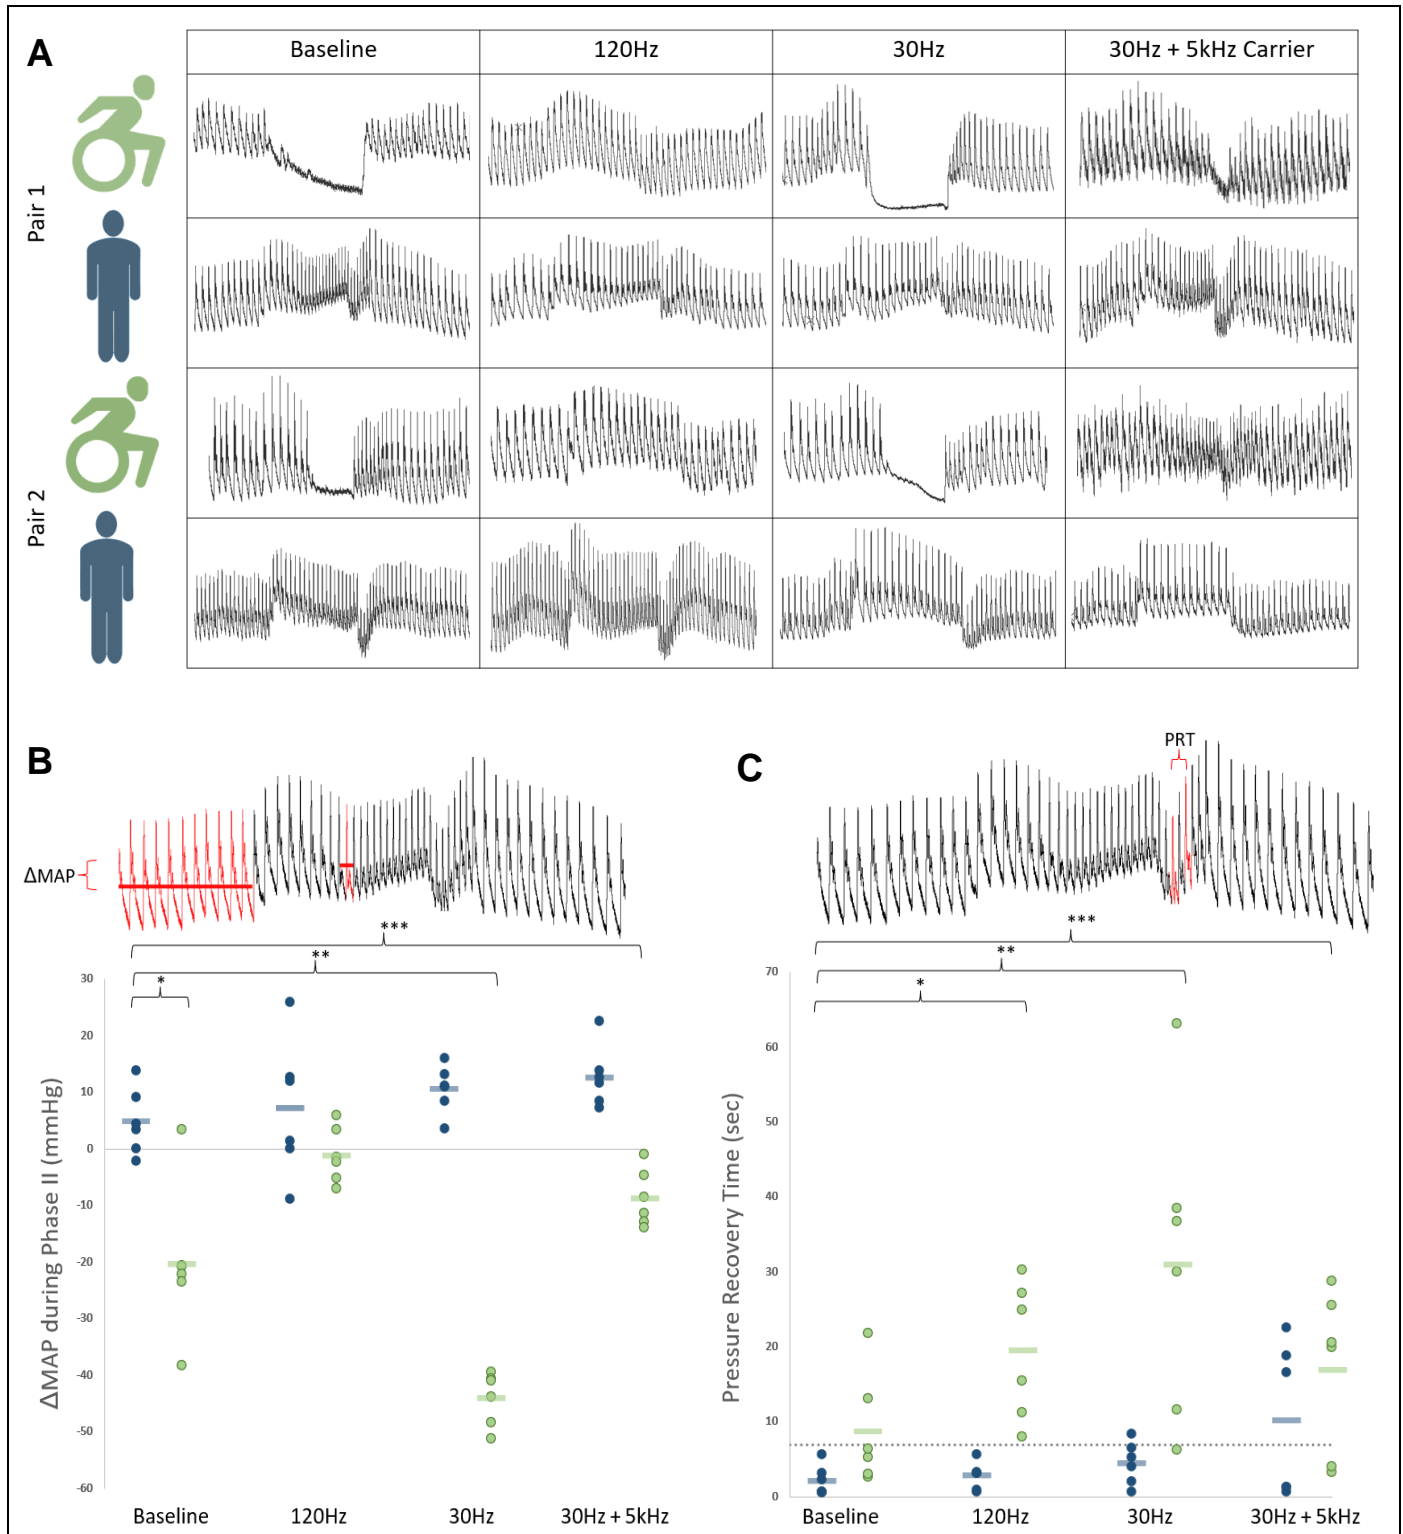 A
Baseline 120Hz 30Hz 30Hz + 5kHz Carrier
Pair 1
Pair 2
B
ΔMAP
***
**
*
ΔMAP during Phase II (mmHg)
30
20
10
0
-10
-20
-30
-40
-50
-60
Baseline 120Hz 30Hz 30Hz + 5kHz
C
PRT
***
**
*
Pressure Recovery Time (sec)
70
60
50
40
30
20
10
0
Baseline 120Hz 30Hz 30Hz + 5kHz